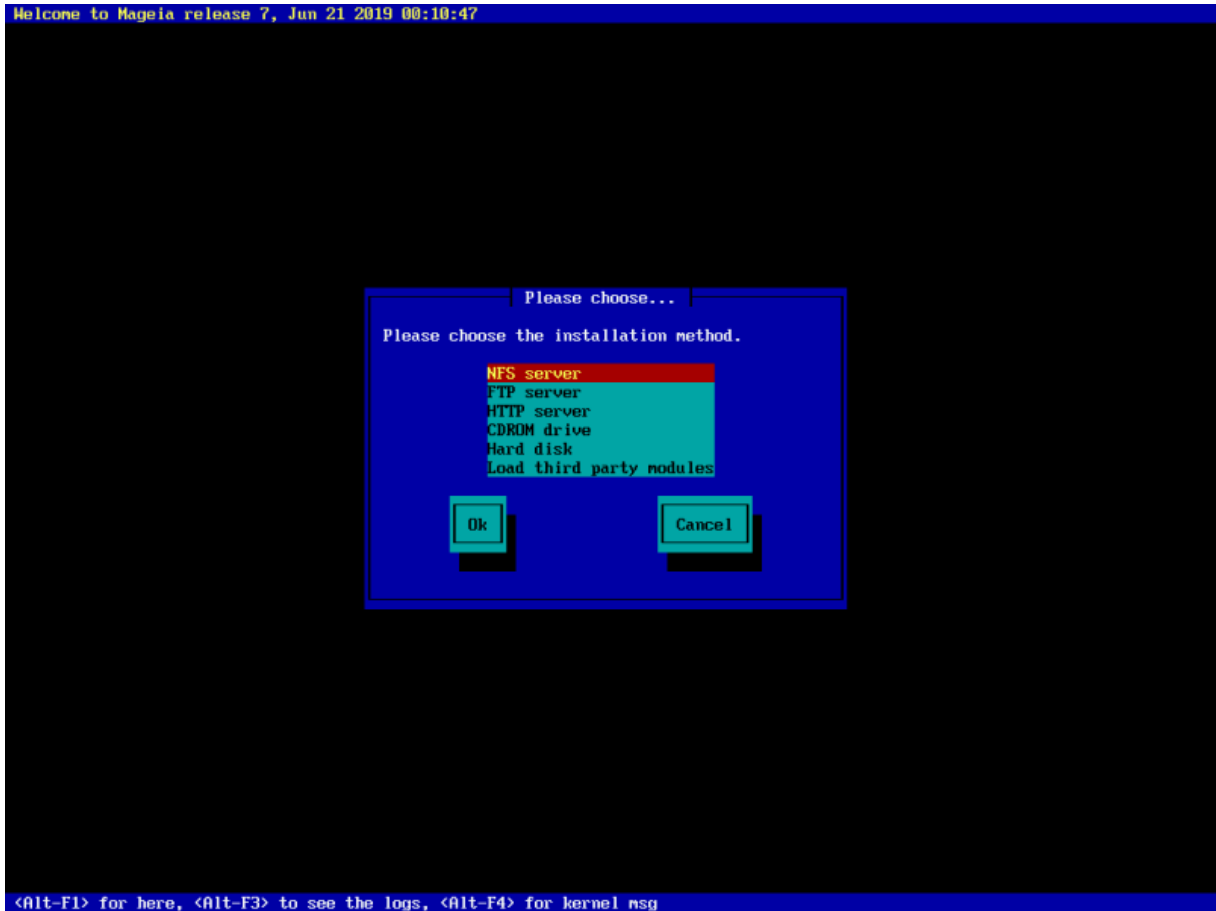 Welcome to Mageia release 7, Jun 21 2019 00:10:47
Please choose...
Please choose the installation method.
NFS server
FTP server
HTTP server
CDROM drive
Hard disk
Load third party modules
Ok
Cancel
<Alt-F1> for here, <Alt-F3> to see the logs, <Alt-F4> for kernel msg